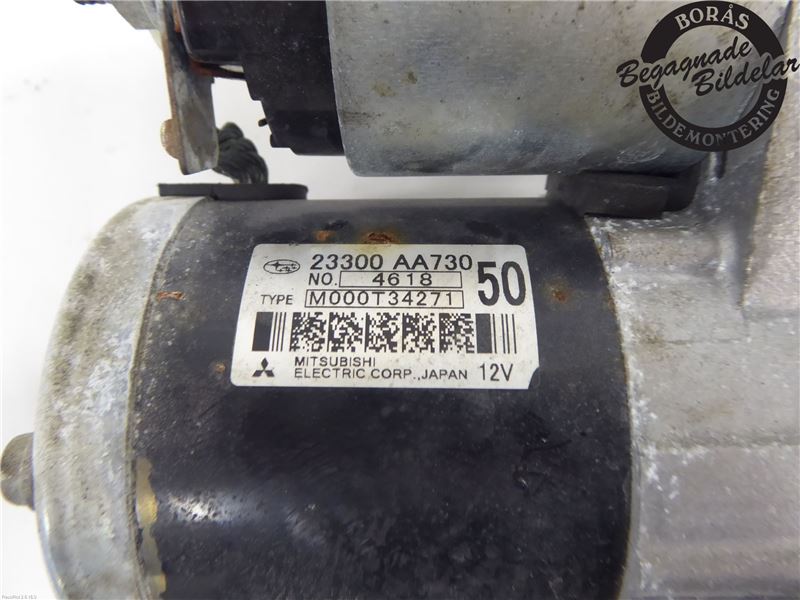 BORÅS
Begagnade
Bildelar
BILDEMONTERING
23300 AA730
NO. 4618 50
TYPE M000T34271
MITSUBISHI
ELECTRIC CORP.,JAPAN 12V